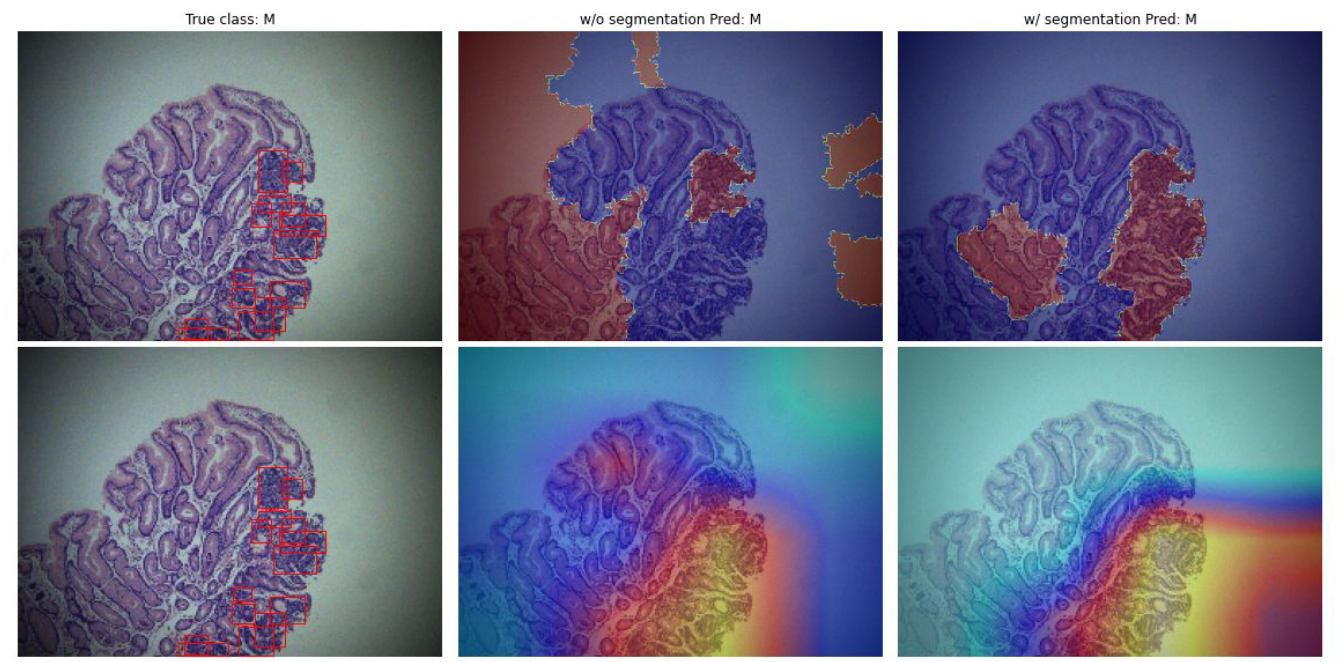 True class: M
w/o segmentation Pred: M
w/ segmentation Pred: M